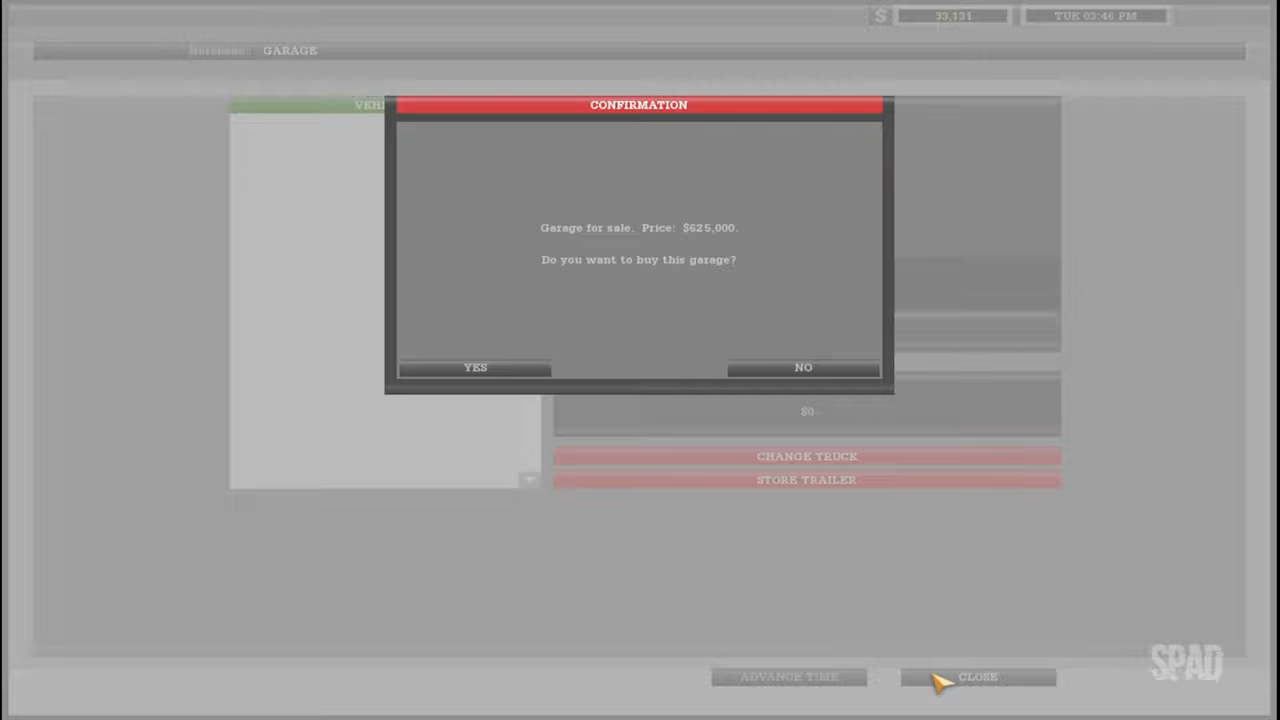 $ 33,131 TUE 03:46 PM
GARAGE
VEHI
CONFIRMATION
Garage for sale. Price: $625,000.
Do you want to buy this garage?
YES NO
$0
CHANGE TRUCK
STORE TRAILER
SPAD
ADVANCE TIME CLOSE